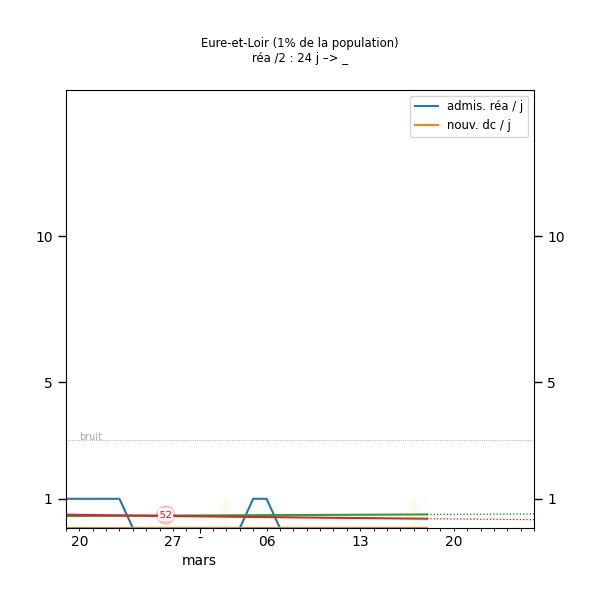 Eure-et-Loir (1% de la population)
réa /2 : 24 j –> _
admis. réa / j
nouv. dc / j
10 10
5 5
bruit
1 1
52
20 27 - 06 13 20
mars